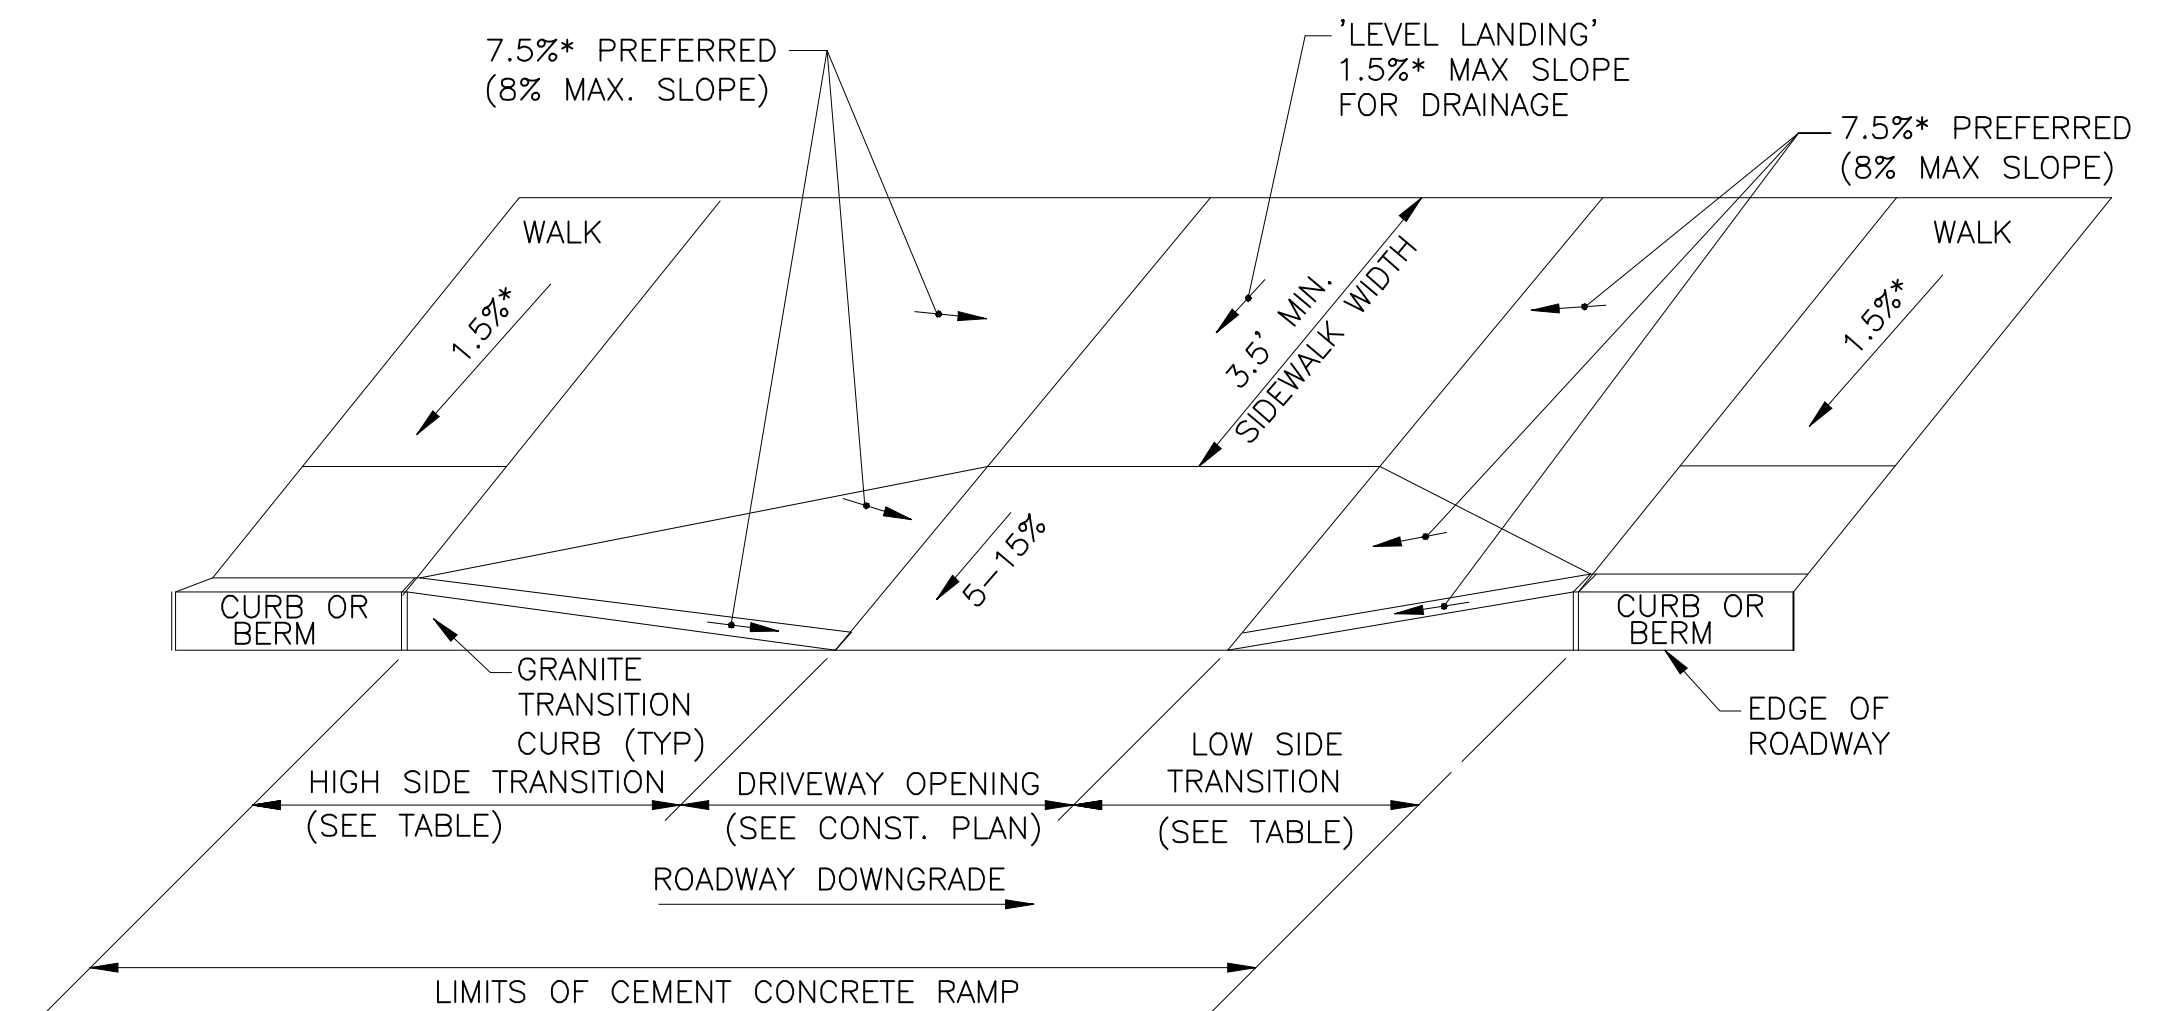 'LEVEL LANDING'
1.5%* MAX SLOPE
FOR DRAINAGE
7.5%* PREFERRED
(8% MAX. SLOPE)
7.5%* PREFERRED
(8% MAX SLOPE)
WALK
WALK
1.5%*
3.5' MIN.
SIDEWALK WIDTH
1.5%*
5-15%
CURB OR
BERM
CURB OR
BERM
GRANITE
TRANSITION
CURB (TYP)
EDGE OF
ROADWAY
HIGH SIDE TRANSITION
(SEE TABLE)
DRIVEWAY OPENING
(SEE CONST. PLAN)
LOW SIDE
TRANSITION
(SEE TABLE)
ROADWAY DOWNGRADE
LIMITS OF CEMENT CONCRETE RAMP